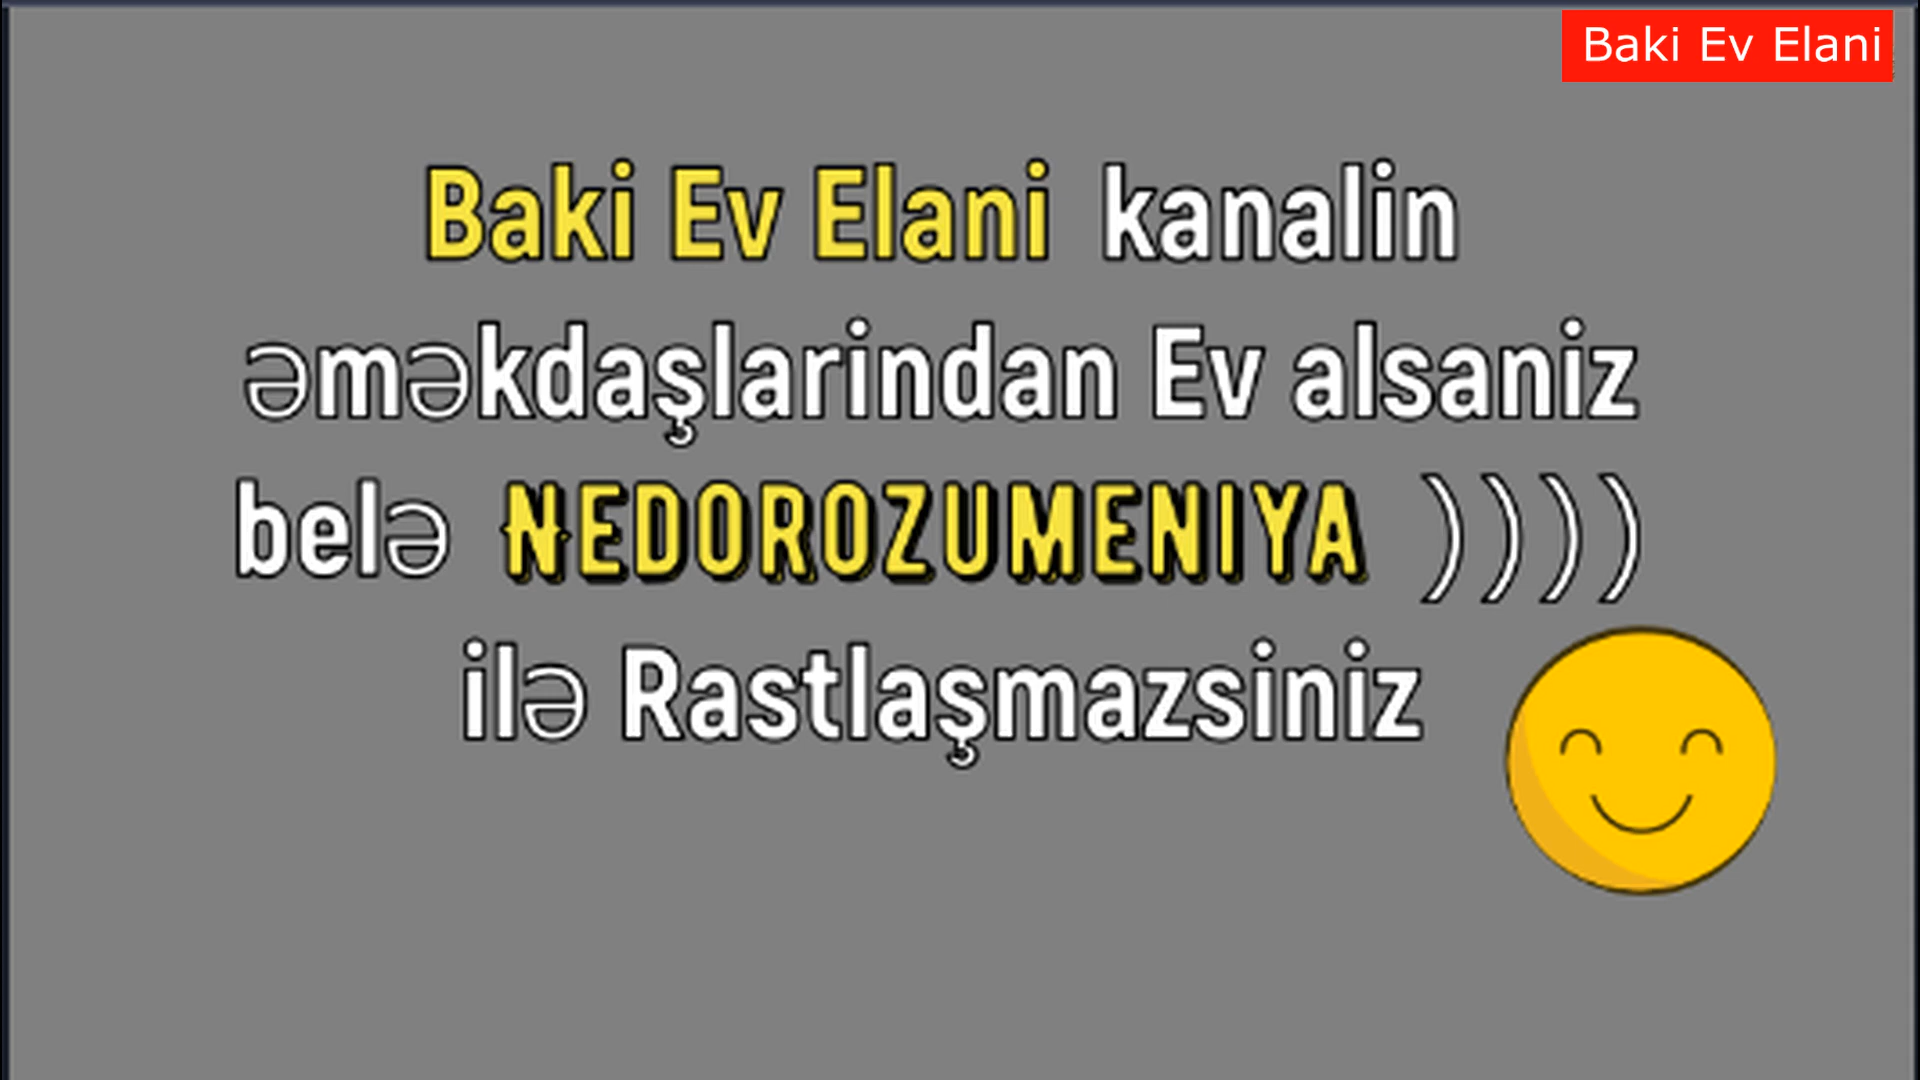 Baki Ev Elani
Baki Ev Elani kanalin
əməkdaşlarindan Ev alsaniz
belə NEDOROZUMENIYA ))))
ilə Rastlaşmazsiniz